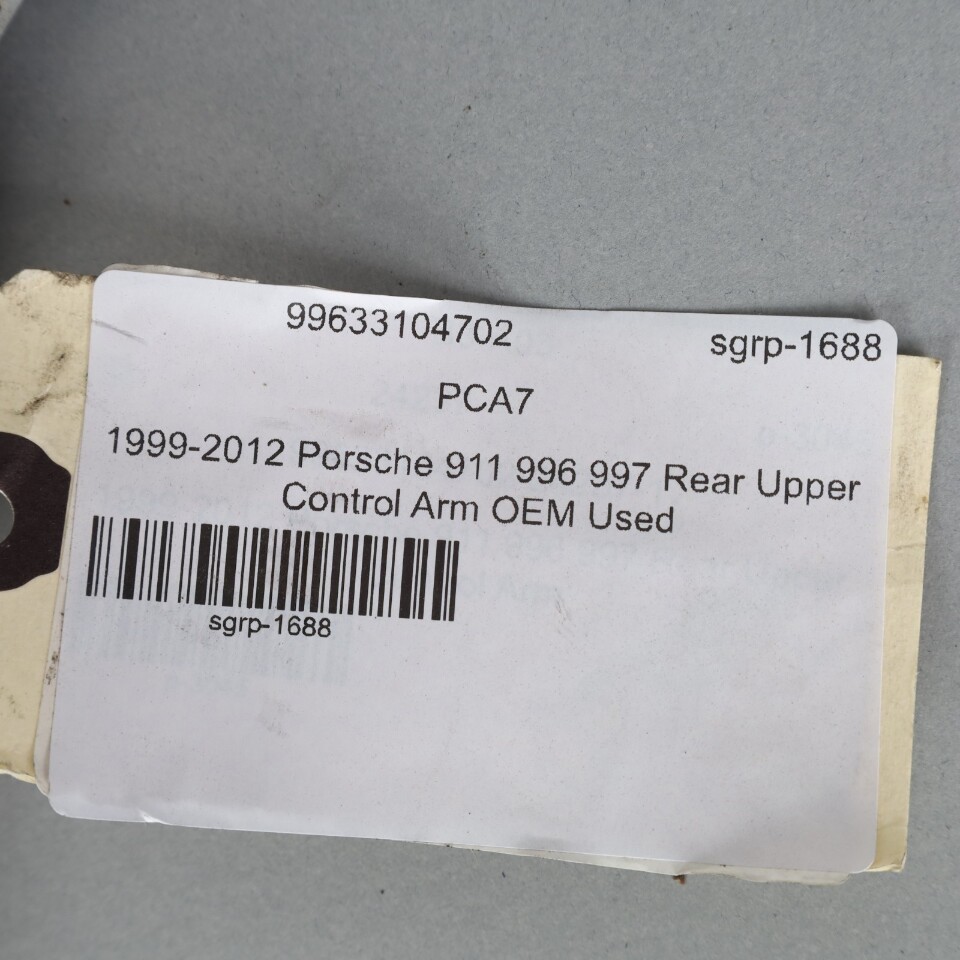 99633104702 sgrp-1688
PCA7
1999-2012 Porsche 911 996 997 Rear Upper
Control Arm OEM Used
sgrp-1688